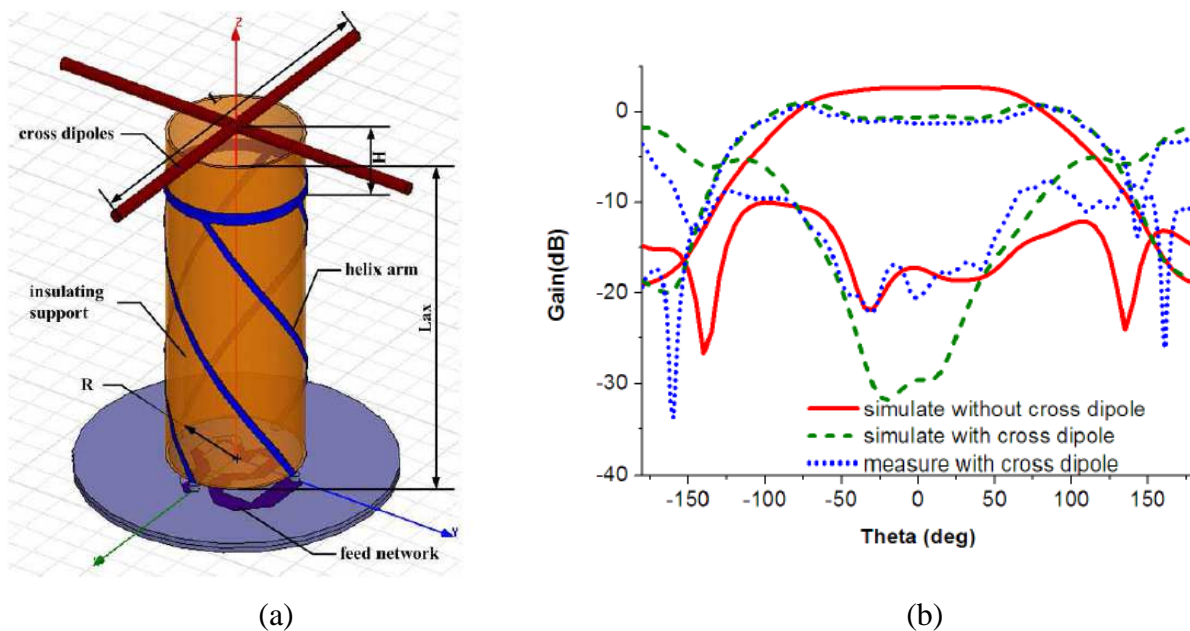 Z
cross dipoles
H
helix arm
insulating
support
Lax
R
Y
feed network
(a)
Gain(dB)
0
-10
-20
-30
-40
simulate without cross dipole
simulate with cross dipole
measure with cross dipole
-150 -100 -50 0 50 100 150
Theta (deg)
(b)